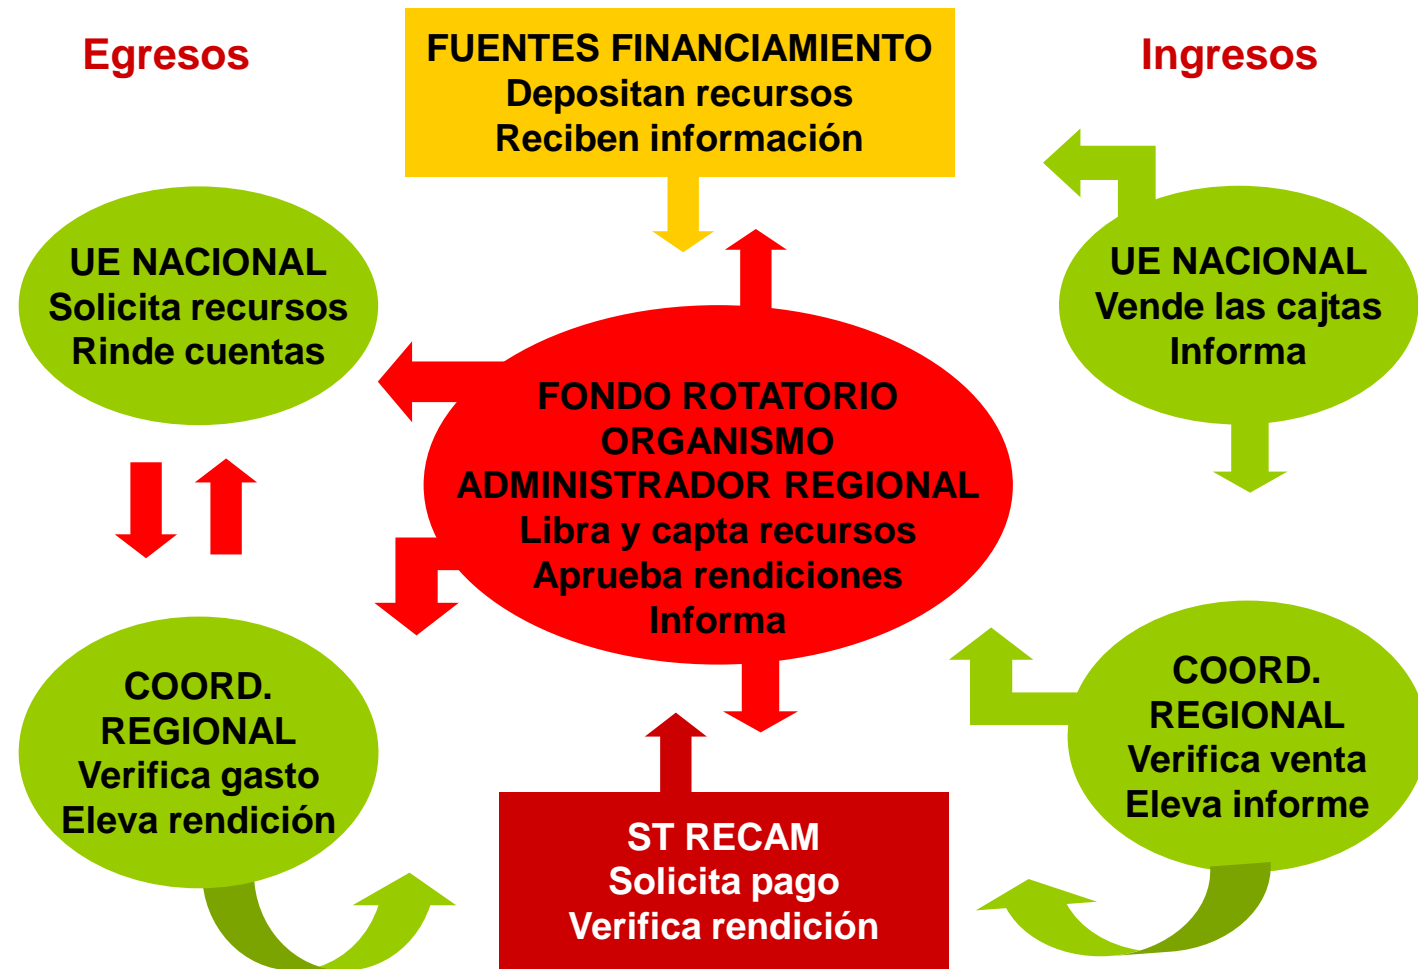 Egresos
FUENTES FINANCIAMIENTO
Depositan recursos
Reciben información
Ingresos
UE NACIONAL
Solicita recursos
Rinde cuentas
UE NACIONAL
Vende las cajtas
Informa
FONDO ROTATORIO
ORGANISMO
ADMINISTRADOR REGIONAL
Libra y capta recursos
Aprueba rendiciones
Informa
COORD.
REGIONAL
Verifica gasto
Eleva rendición
COORD.
REGIONAL
Verifica venta
Eleva informe
ST RECAM
Solicita pago
Verifica rendición